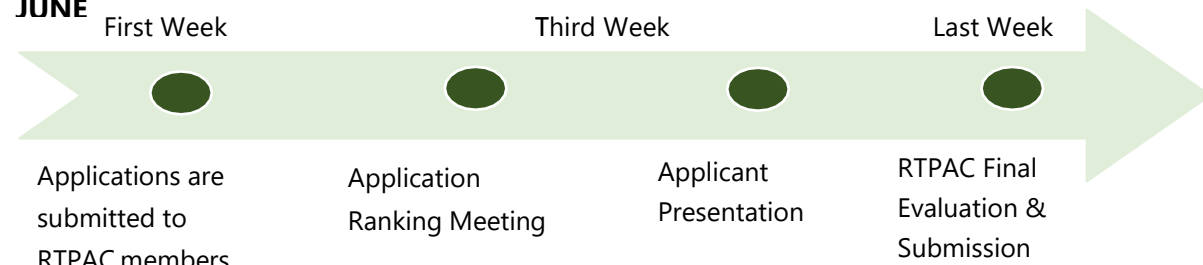 JUNE
First Week
Third Week
Last Week
Applications are
submitted to
RTPAC members
Application
Ranking Meeting
Applicant
Presentation
RTPAC Final
Evaluation &
Submission